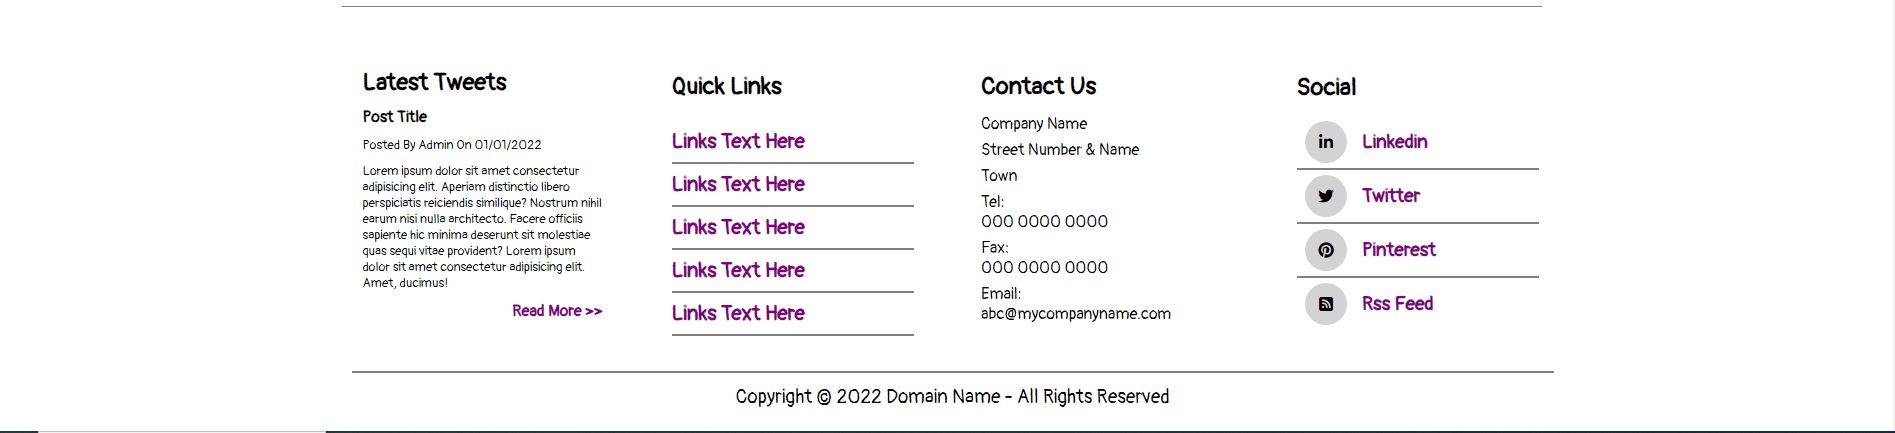 Latest Tweets
Post Title
Posted By Admin On 01/01/2022
Lorem ipsum dolor sit amet consectetur
adipisicing elit. Aperiam distinctio libero
perspiciatis reiciendis similique? Nostrum nihil
earum nisi nulla architecto. Facere officiis
sapiente hic minima deserunt sit molestiae
quas sequi vitae provident? Lorem ipsum
dolor sit amet consectetur adipisicing elit.
Amet, ducimus!
Read More >>
Quick Links
Links Text Here
Links Text Here
Links Text Here
Links Text Here
Links Text Here
Contact Us
Company Name
Street Number & Name
Town
Tel:
000 0000 0000
Fax:
000 0000 0000
Email:
abc@mycompanyname.com
Social
in Linkedin
Twitter
Pinterest
Rss Feed
Copyright © 2022 Domain Name - All Rights Reserved